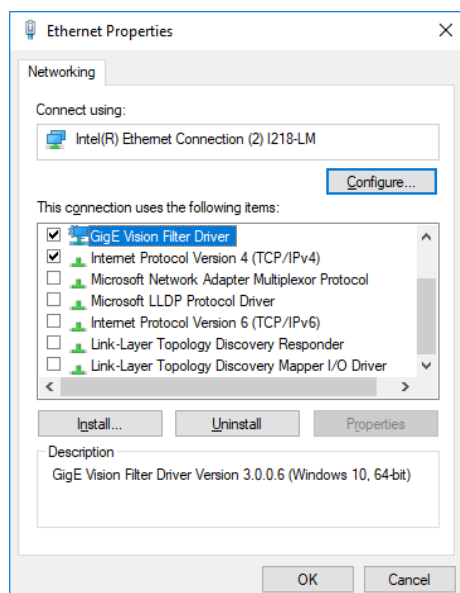 Ethernet Properties
Networking
Connect using:
Intel(R) Ethernet Connection (2) I218-LM
Configure...
This connection uses the following items:
GigE Vision Filter Driver
Internet Protocol Version 4 (TCP/IPv4)
Microsoft Network Adapter Multiplexor Protocol
Microsoft LLDP Protocol Driver
Internet Protocol Version 6 (TCP/IPv6)
Link-Layer Topology Discovery Responder
Link-Layer Topology Discovery Mapper I/O Driver
Install... Uninstall Properties
Description
GigE Vision Filter Driver Version 3.0.0.6 (Windows 10, 64-bit)
OK Cancel